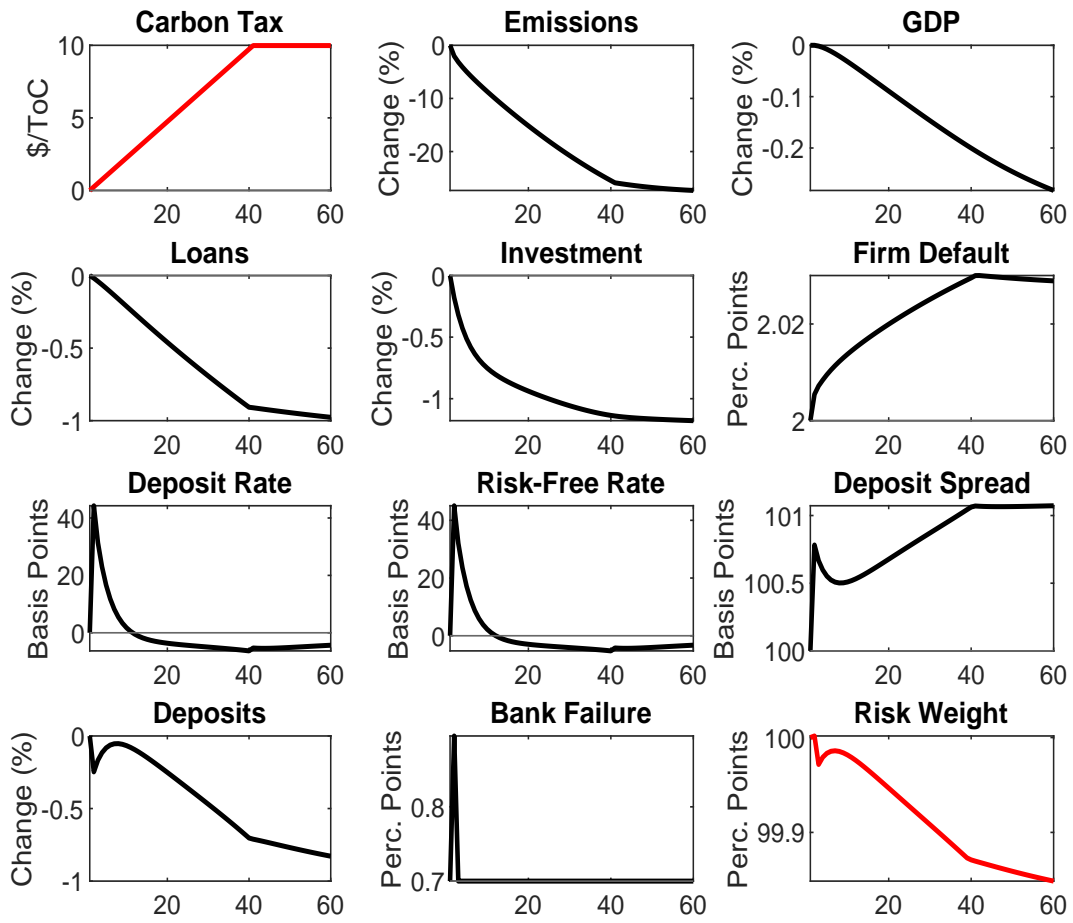 Carbon Tax
$/ToC
10
5
0
20
40
60
Emissions
Change (%)
0
-10
-20
20
40
60
GDP
Change (%)
0
-0.1
-0.2
20
40
60
Loans
Change (%)
0
-0.5
-1
20
40
60
Investment
Change (%)
0
-0.5
-1
20
40
60
Firm Default
Perc. Points
2.02
2
20
40
60
Deposit Rate
Basis Points
40
20
0
20
40
60
Risk-Free Rate
Basis Points
40
20
0
20
40
60
Deposit Spread
Basis Points
101
100.5
100
20
40
60
Deposits
Change (%)
0
-0.5
-1
20
40
60
Bank Failure
Perc. Points
0.8
0.7
20
40
60
Risk Weight
Perc. Points
100
99.9
20
40
60